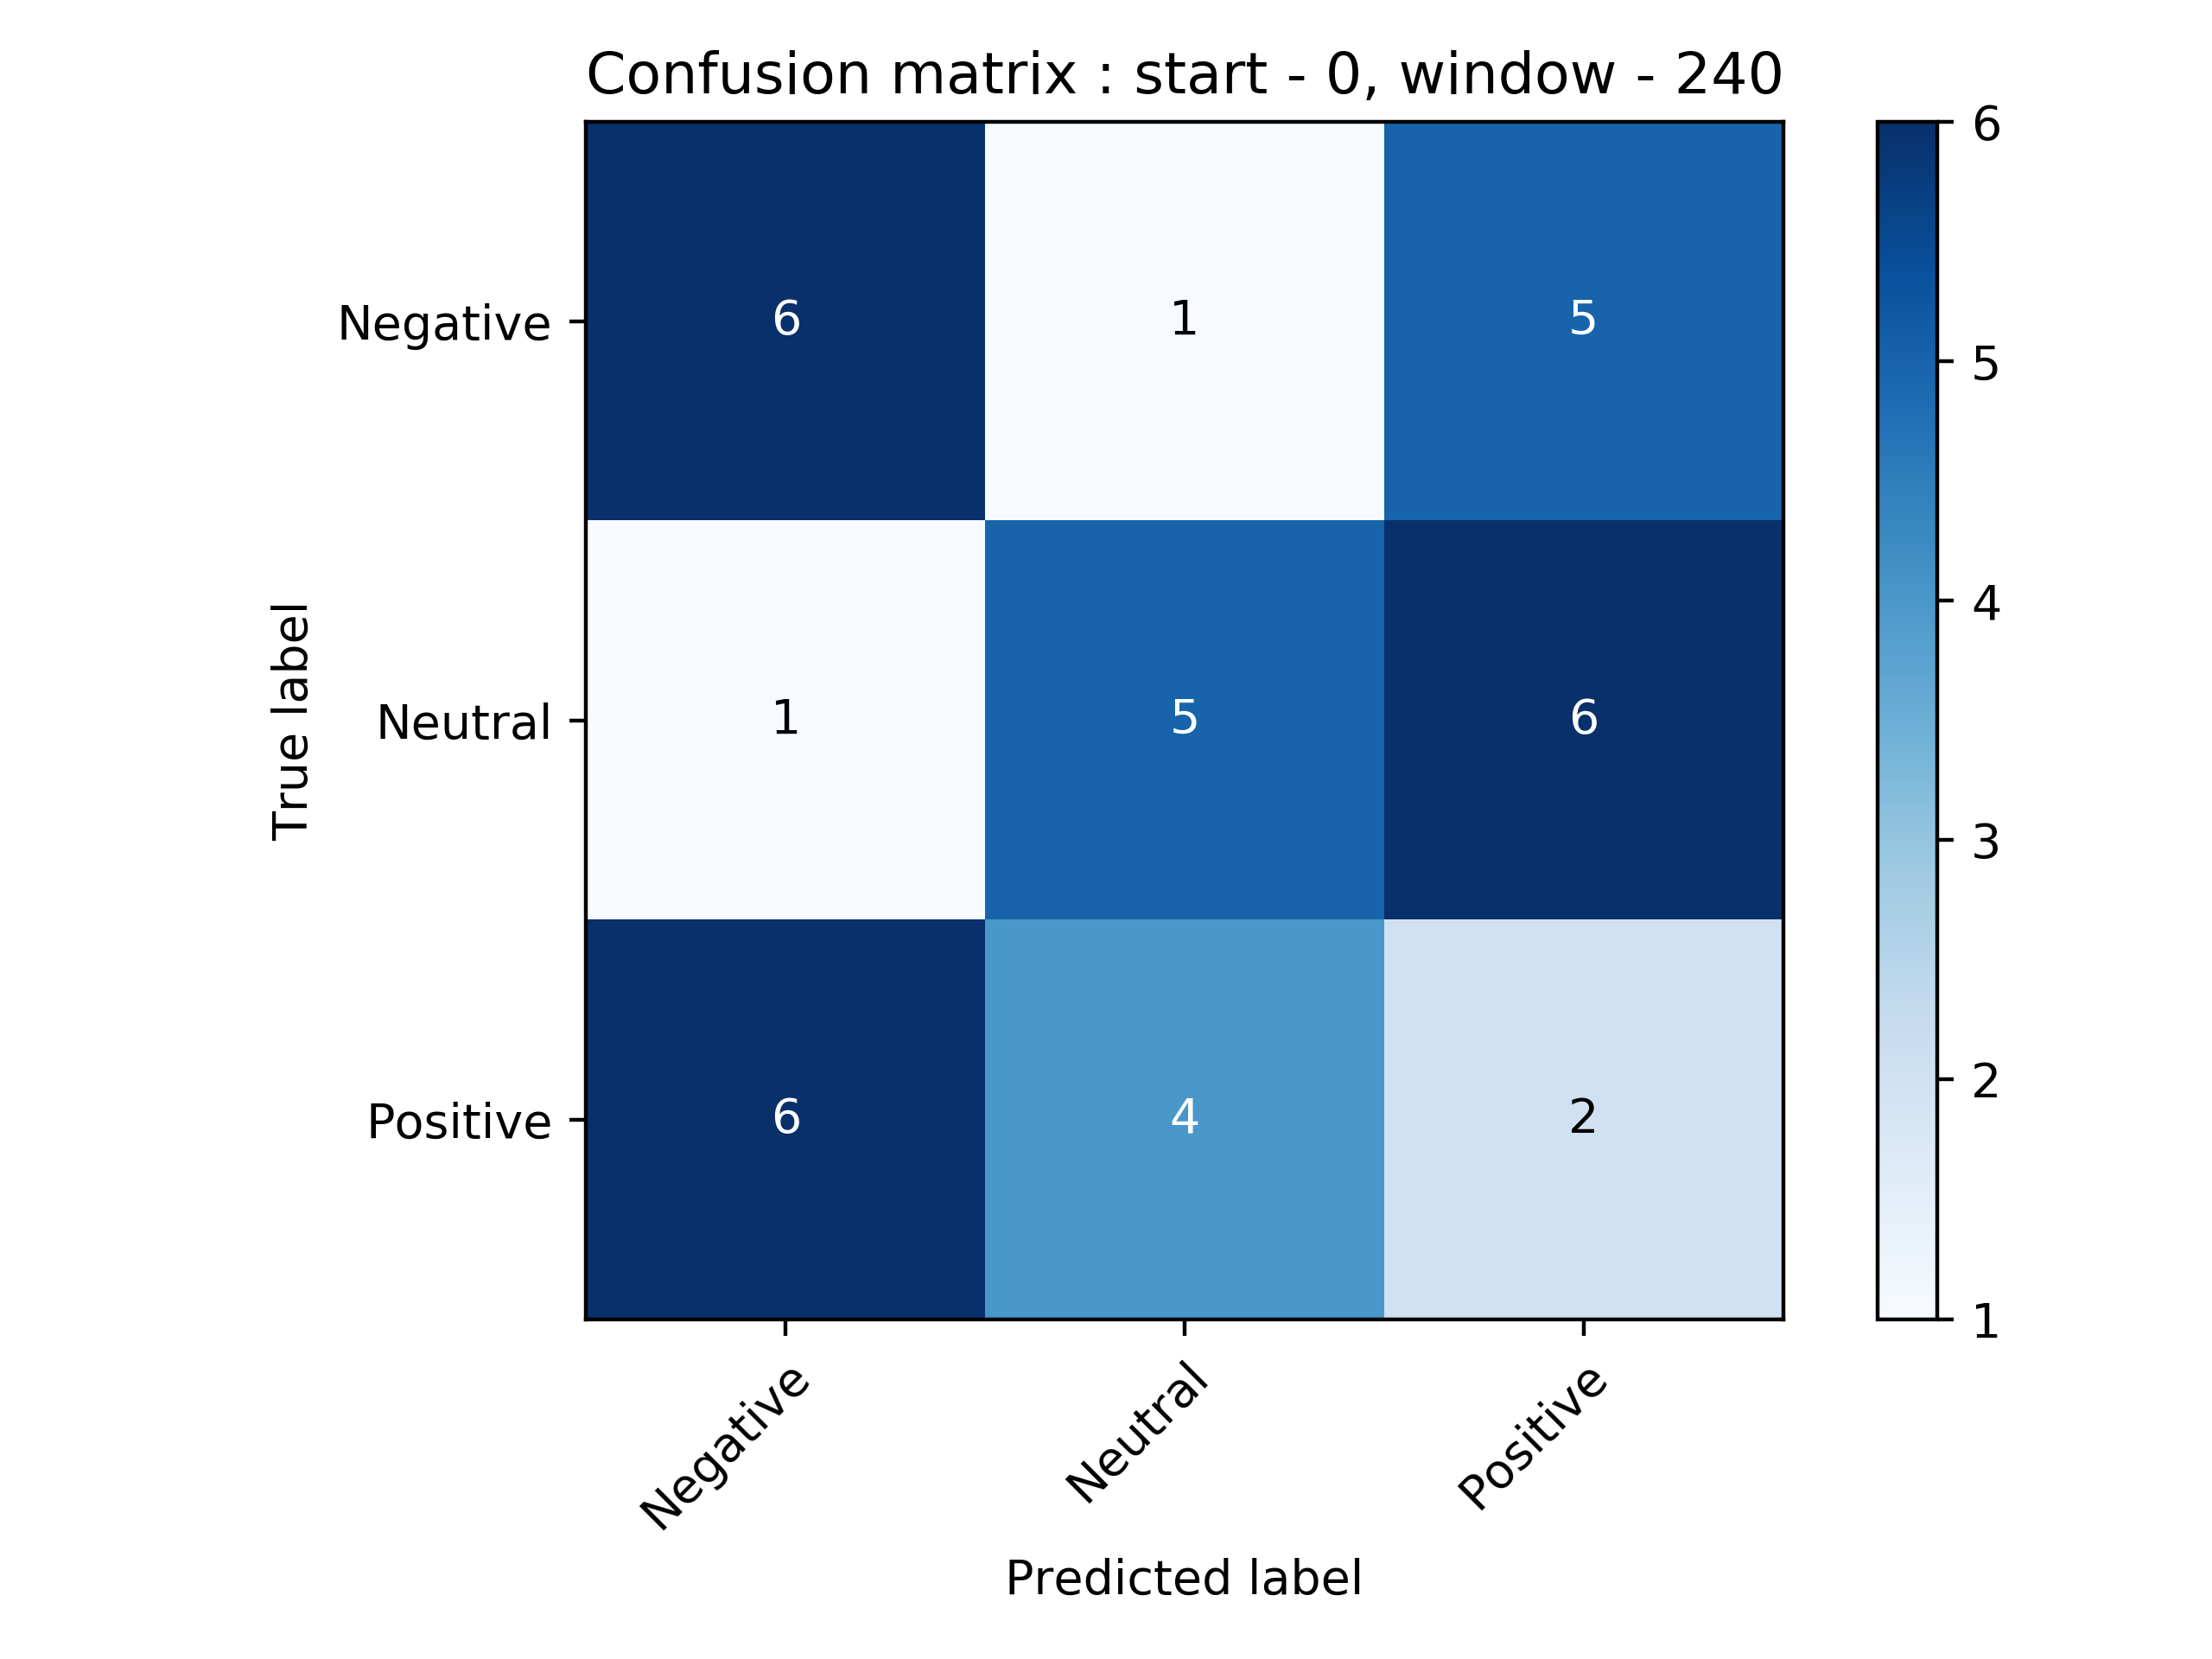 Confusion matrix : start - 0, window - 240
True label
Negative
Neutral
Positive
6 1 5
1 5 6
6 4 2
Negative
Neutral
Positive
Predicted label
6
5
4
3
2
1